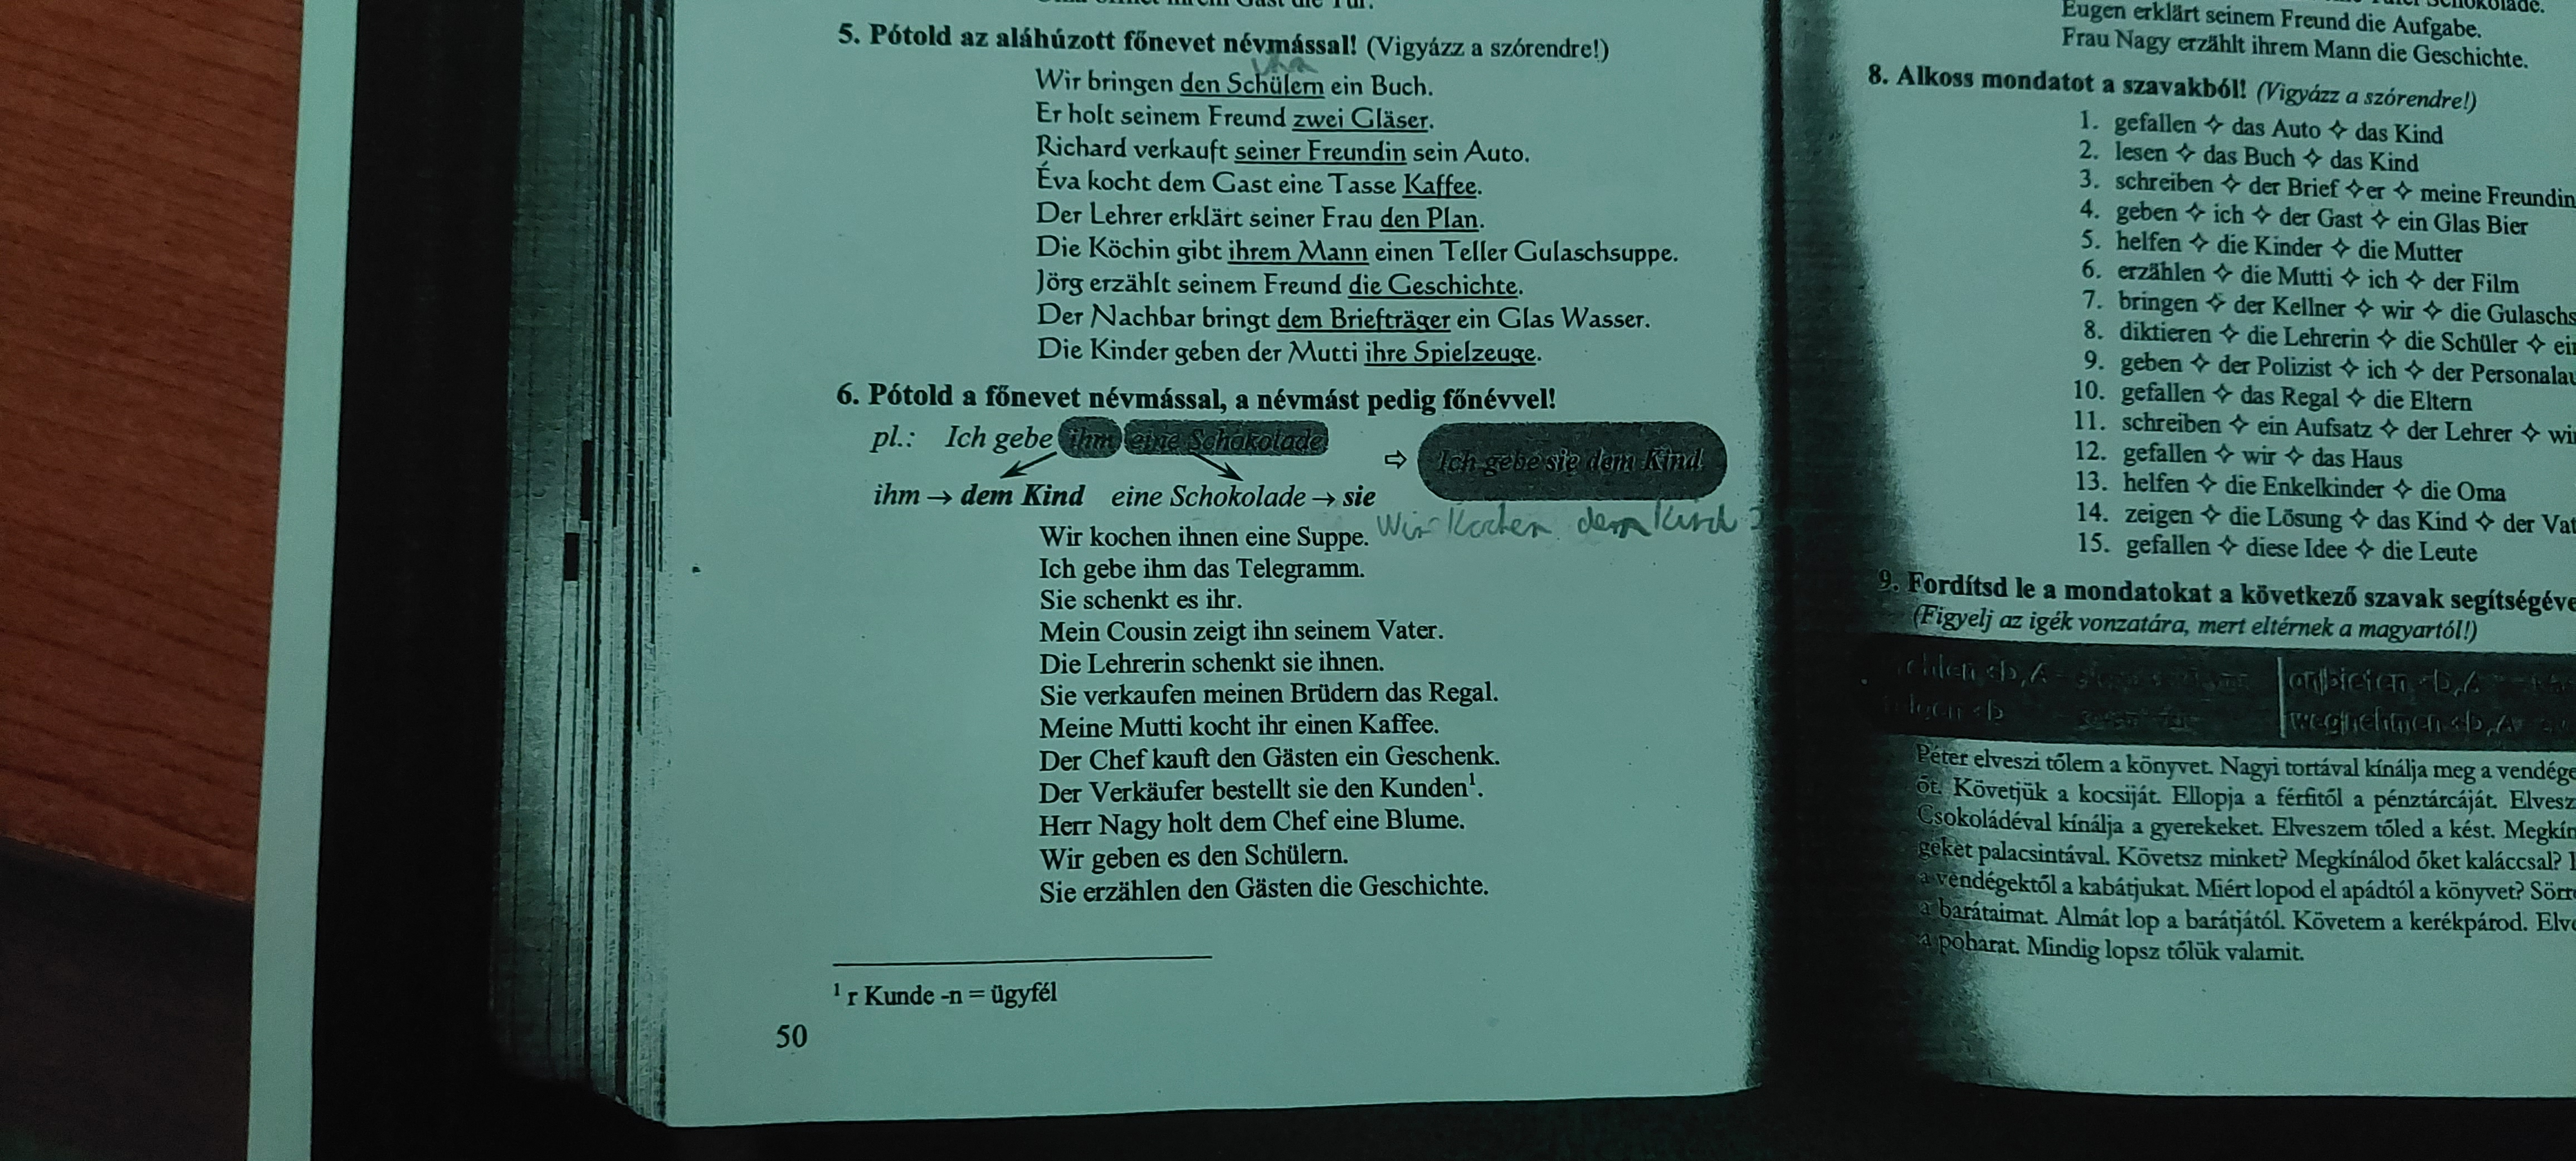 5. Pótold az aláhúzott főnevet névmással! (Vigyázz a szórendre!)
Wir bringen den Schülern ein Buch.
Er holt seinem Freund zwei Gläser.
Richard verkauft seiner Freundin sein Auto.
Éva kocht dem Gast eine Tasse Kaffee.
Der Lehrer erklärt seiner Frau den Plan.
Die Köchin gibt ihrem Mann einen Teller Gulaschsuppe.
Jörg erzählt seinem Freund die Geschichte.
Der Nachbar bringt dem Briefträger ein Glas Wasser.
Die Kinder geben der Mutti ihre Spielzeuge.
6. Pótold a főnevet névmással, a névmást pedig főnévvel!
pl.: Ich gebe ihm eine Schokolade ⇨ Ich gebe sie dem Kind.
ihm → dem Kind eine Schokolade → sie
Wir kochen dem Kind
Wir kochen ihnen eine Suppe.
Ich gebe ihm das Telegramm.
Sie schenkt es ihr.
Mein Cousin zeigt ihn seinem Vater.
Die Lehrerin schenkt sie ihnen.
Sie verkaufen meinen Brüdern das Regal.
Meine Mutti kocht ihr einen Kaffee.
Der Chef kauft den Gästen ein Geschenk.
Der Verkäufer bestellt sie den Kunden¹.
Herr Nagy holt dem Chef eine Blume.
Wir geben es den Schülern.
Sie erzählen den Gästen die Geschichte.
¹ r Kunde -n = ügyfél
50
Eugen erklärt seinem Freund die Aufgabe.
Frau Nagy erzählt ihrem Mann die Geschichte.
8. Alkoss mondatot a szavakból! (Vigyázz a szórendre!)
1. gefallen ✧ das Auto ✧ das Kind
2. lesen ✧ das Buch ✧ das Kind
3. schreiben ✧ der Brief ✧ er ✧ meine Freundin
4. geben ✧ ich ✧ der Gast ✧ ein Glas Bier
5. helfen ✧ die Kinder ✧ die Mutter
6. erzählen ✧ die Mutti ✧ ich ✧ der Film
7. bringen ✧ der Kellner ✧ wir ✧ die Gulaschs
8. diktieren ✧ die Lehrerin ✧ die Schüler ✧ ei
9. geben ✧ der Polizist ✧ ich ✧ der Personalau
10. gefallen ✧ das Regal ✧ die Eltern
11. schreiben ✧ ein Aufsatz ✧ der Lehrer ✧ wi
12. gefallen ✧ wir ✧ das Haus
13. helfen ✧ die Enkelkinder ✧ die Oma
14. zeigen ✧ die Lösung ✧ das Kind ✧ der Vat
15. gefallen ✧ diese Idee ✧ die Leute
9. Fordítsd le a mondatokat a következő szavak segítségéve
(Figyelj az igék vonzatára, mert eltérnek a magyartól!)
anbieten
wegnehmen
Péter elveszi tőlem a könyvet. Nagyi tortával kínálja meg a vendége
őt. Követjük a kocsiját. Ellopja a férfitől a pénztárcáját. Elvesz
Csokoládéval kínálja a gyerekeket. Elveszem tőled a kést. Megkín
geket palacsintával. Követsz minket? Megkínálod őket kaláccsal?
a vendégektől a kabátjukat. Miért lopod el apádtól a könyvet? Sörr
a barátaimat. Almát lop a barátjától. Követem a kerékpárod. Elve
a poharat. Mindig lopsz tőlük valamit.